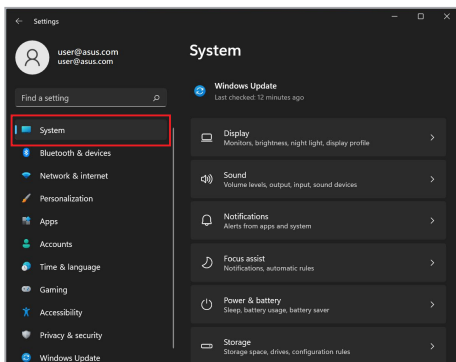 Settings
user@asus.com
user@asus.com
Find a setting
System
Bluetooth & devices
Network & internet
Personalization
Apps
Accounts
Time & language
Gaming
Accessibility
Privacy & security
Windows Update
System
Windows Update
Last checked: 12 minutes ago
Display
Monitors, brightness, night light, display profile
Sound
Volume levels, output, input, sound devices
Notifications
Alerts from apps and system
Focus assist
Notifications, automatic rules
Power & battery
Sleep, battery usage, battery saver
Storage
Storage space, drives, configuration rules